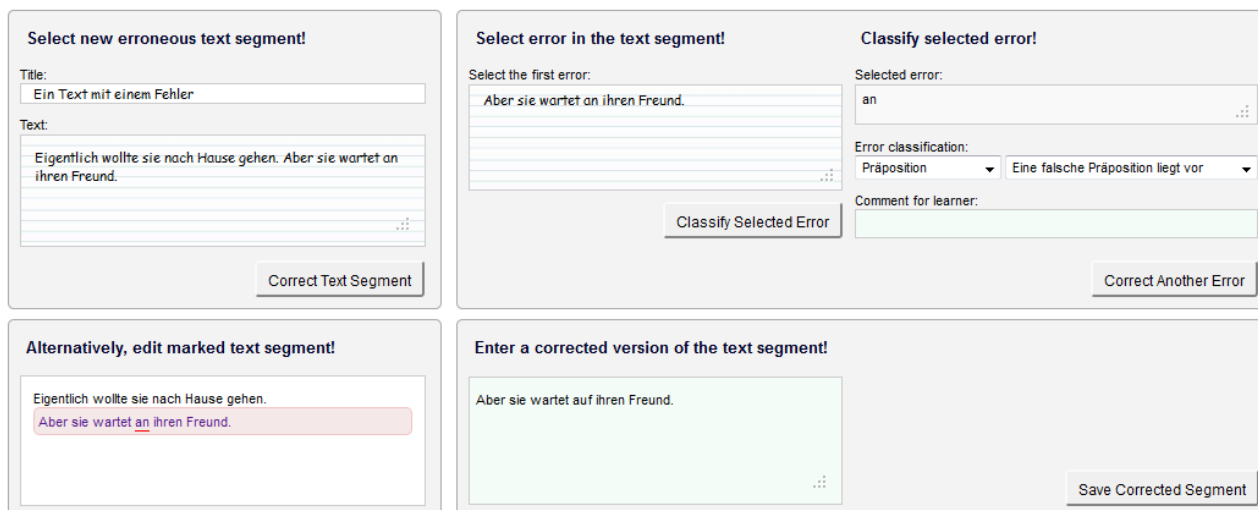 Select new erroneous text segment!
Title:
Ein Text mit einem Fehler
Text:
Eigentlich wollte sie nach Hause gehen. Aber sie wartet an
ihren Freund.
Correct Text Segment
Select error in the text segment!
Select the first error:
Aber sie wartet an ihren Freund.
Classify Selected Error
Classify selected error!
Selected error:
an
Error classification:
Präposition
Eine falsche Präposition liegt vor
Comment for learner:
Correct Another Error
Alternatively, edit marked text segment!
Eigentlich wollte sie nach Hause gehen.
Aber sie wartet an ihren Freund.
Enter a corrected version of the text segment!
Aber sie wartet auf ihren Freund.
Save Corrected Segment